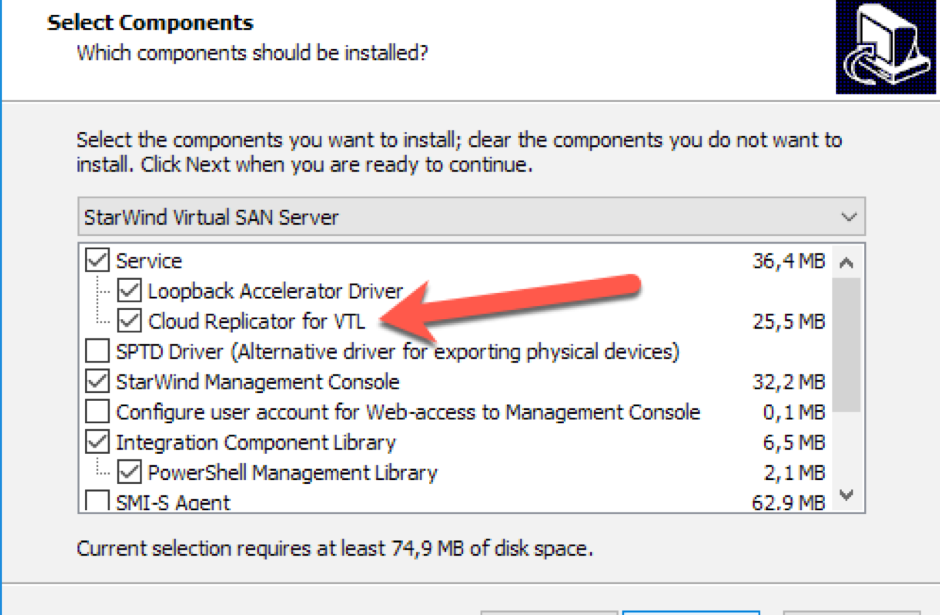 Select Components
Which components should be installed?
Select the components you want to install; clear the components you do not want to
install. Click Next when you are ready to continue.
StarWind Virtual SAN Server
Service 36,4 MB
Loopback Accelerator Driver
Cloud Replicator for VTL 25,5 MB
SPTD Driver (Alternative driver for exporting physical devices)
StarWind Management Console 32,2 MB
Configure user account for Web-access to Management Console 0,1 MB
Integration Component Library 6,5 MB
PowerShell Management Library 2,1 MB
SMI-S Agent 62,9 MB
Current selection requires at least 74,9 MB of disk space.